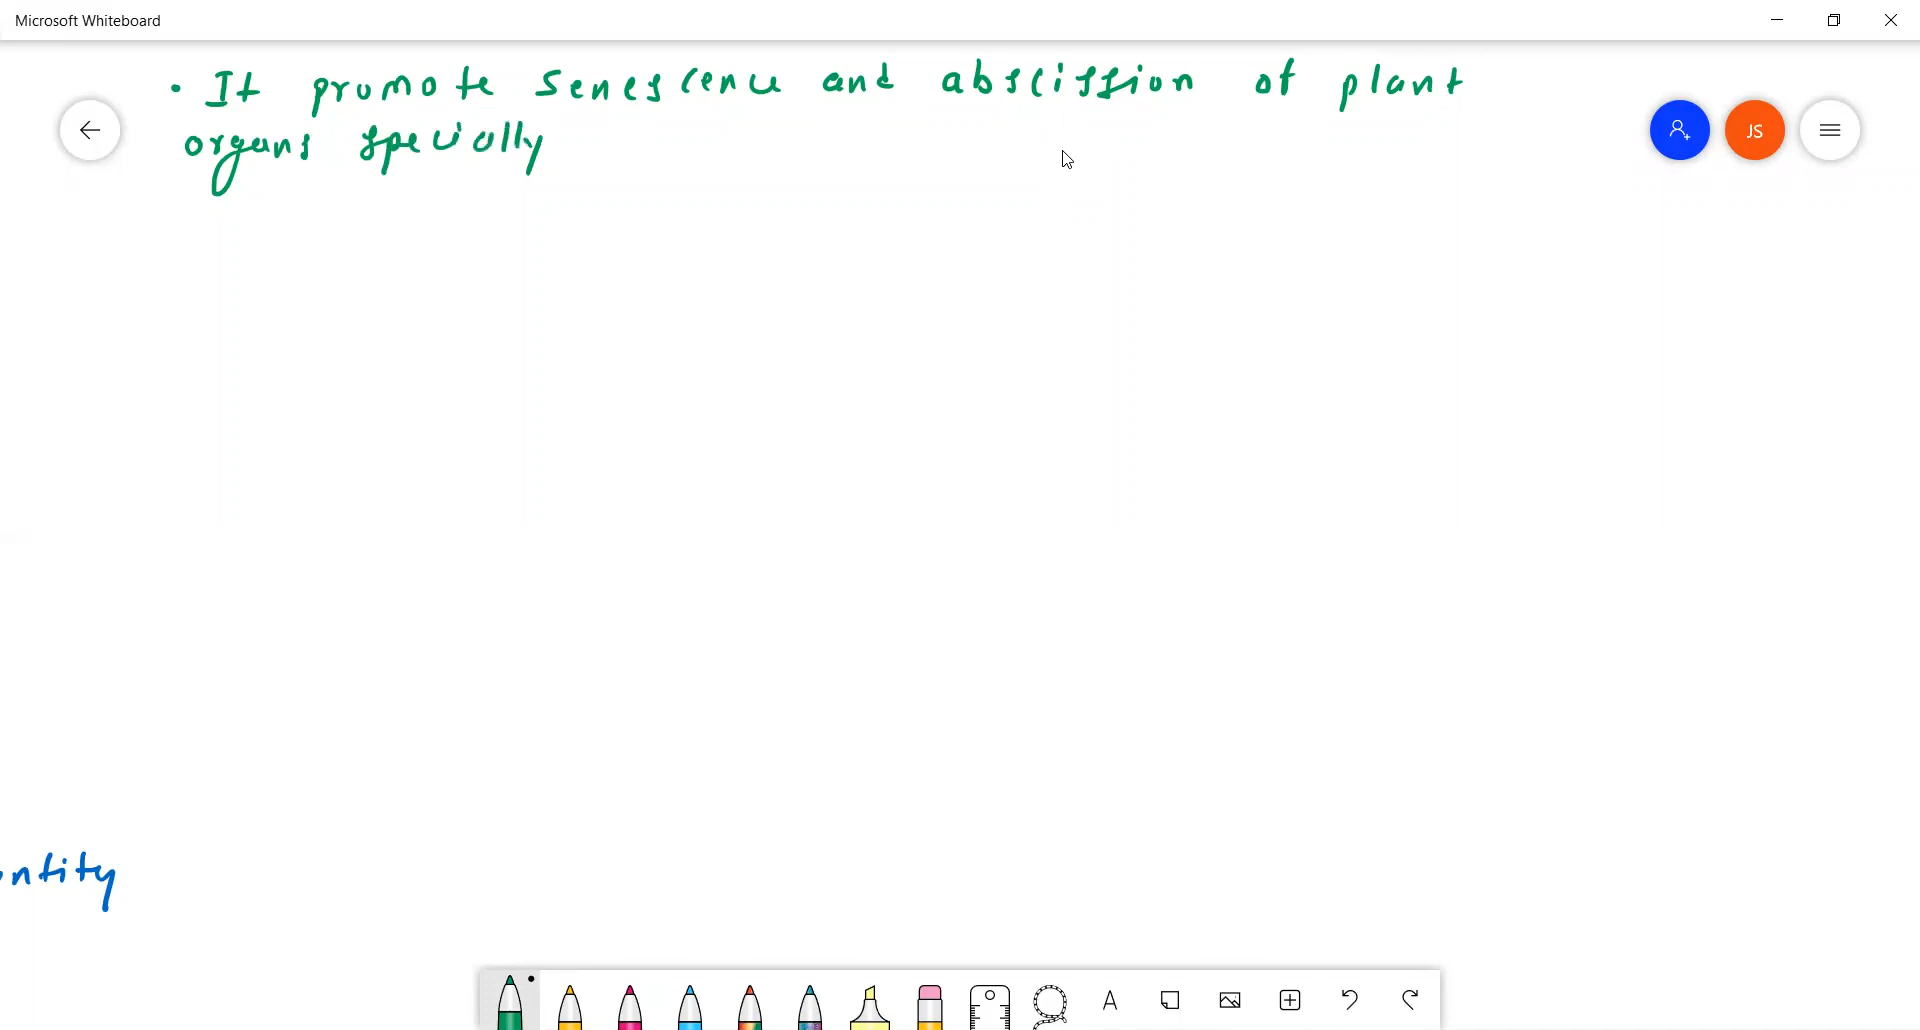 Microsoft Whiteboard
• It promote senescence and abscission of plant
organs specially
JS
ntity
A